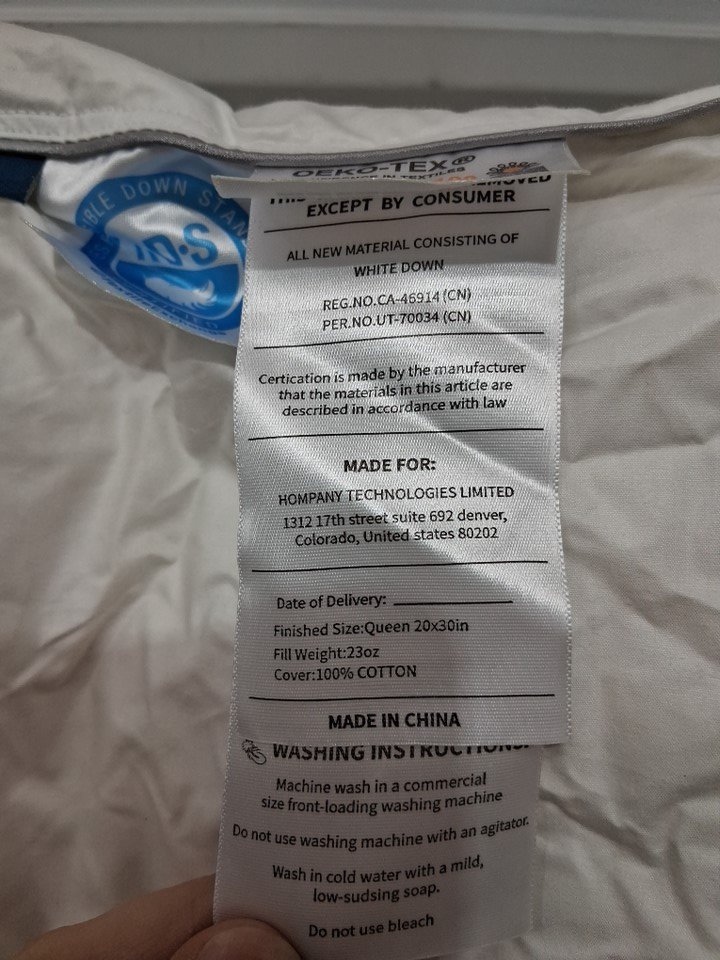 OEKO-TEX®
IN TEXTILES
REMOVED
EXCEPT BY CONSUMER
ALL NEW MATERIAL CONSISTING OF
WHITE DOWN
REG.NO.CA-46914 (CN)
PER.NO.UT-70034 (CN)
Certication is made by the manufacturer
that the materials in this article are
described in accordance with law
MADE FOR:
HOMPANY TECHNOLOGIES LIMITED
1312 17th street suite 692 denver,
Colorado, United states 80202
Date of Delivery:
Finished Size:Queen 20x30in
Fill Weight:23oz
Cover:100% COTTON
MADE IN CHINA
WASHING INSTRUCTIONS:
Machine wash in a commercial
size front-loading washing machine
Do not use washing machine with an agitator.
Wash in cold water with a mild,
low-sudsing soap.
Do not use bleach
DOWN